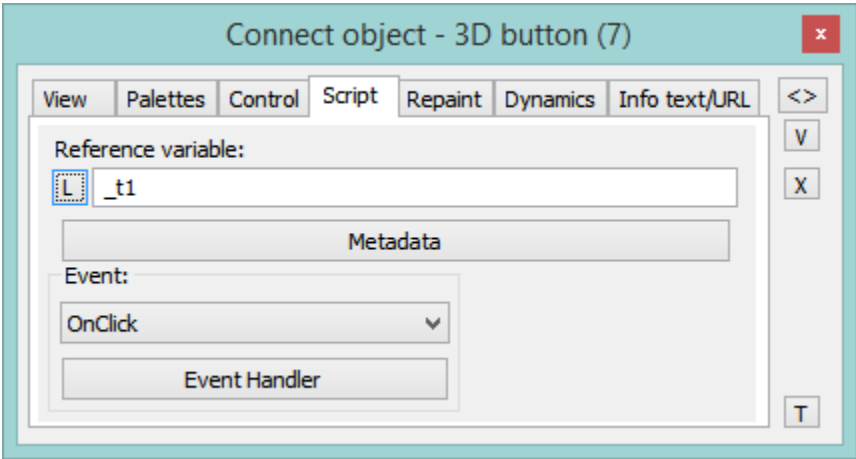 Connect object - 3D button (7)
x
View Palettes Control Script Repaint Dynamics Info text/URL <>
V
Reference variable:
L _t1 X
Metadata
Event:
OnClick
Event Handler
T